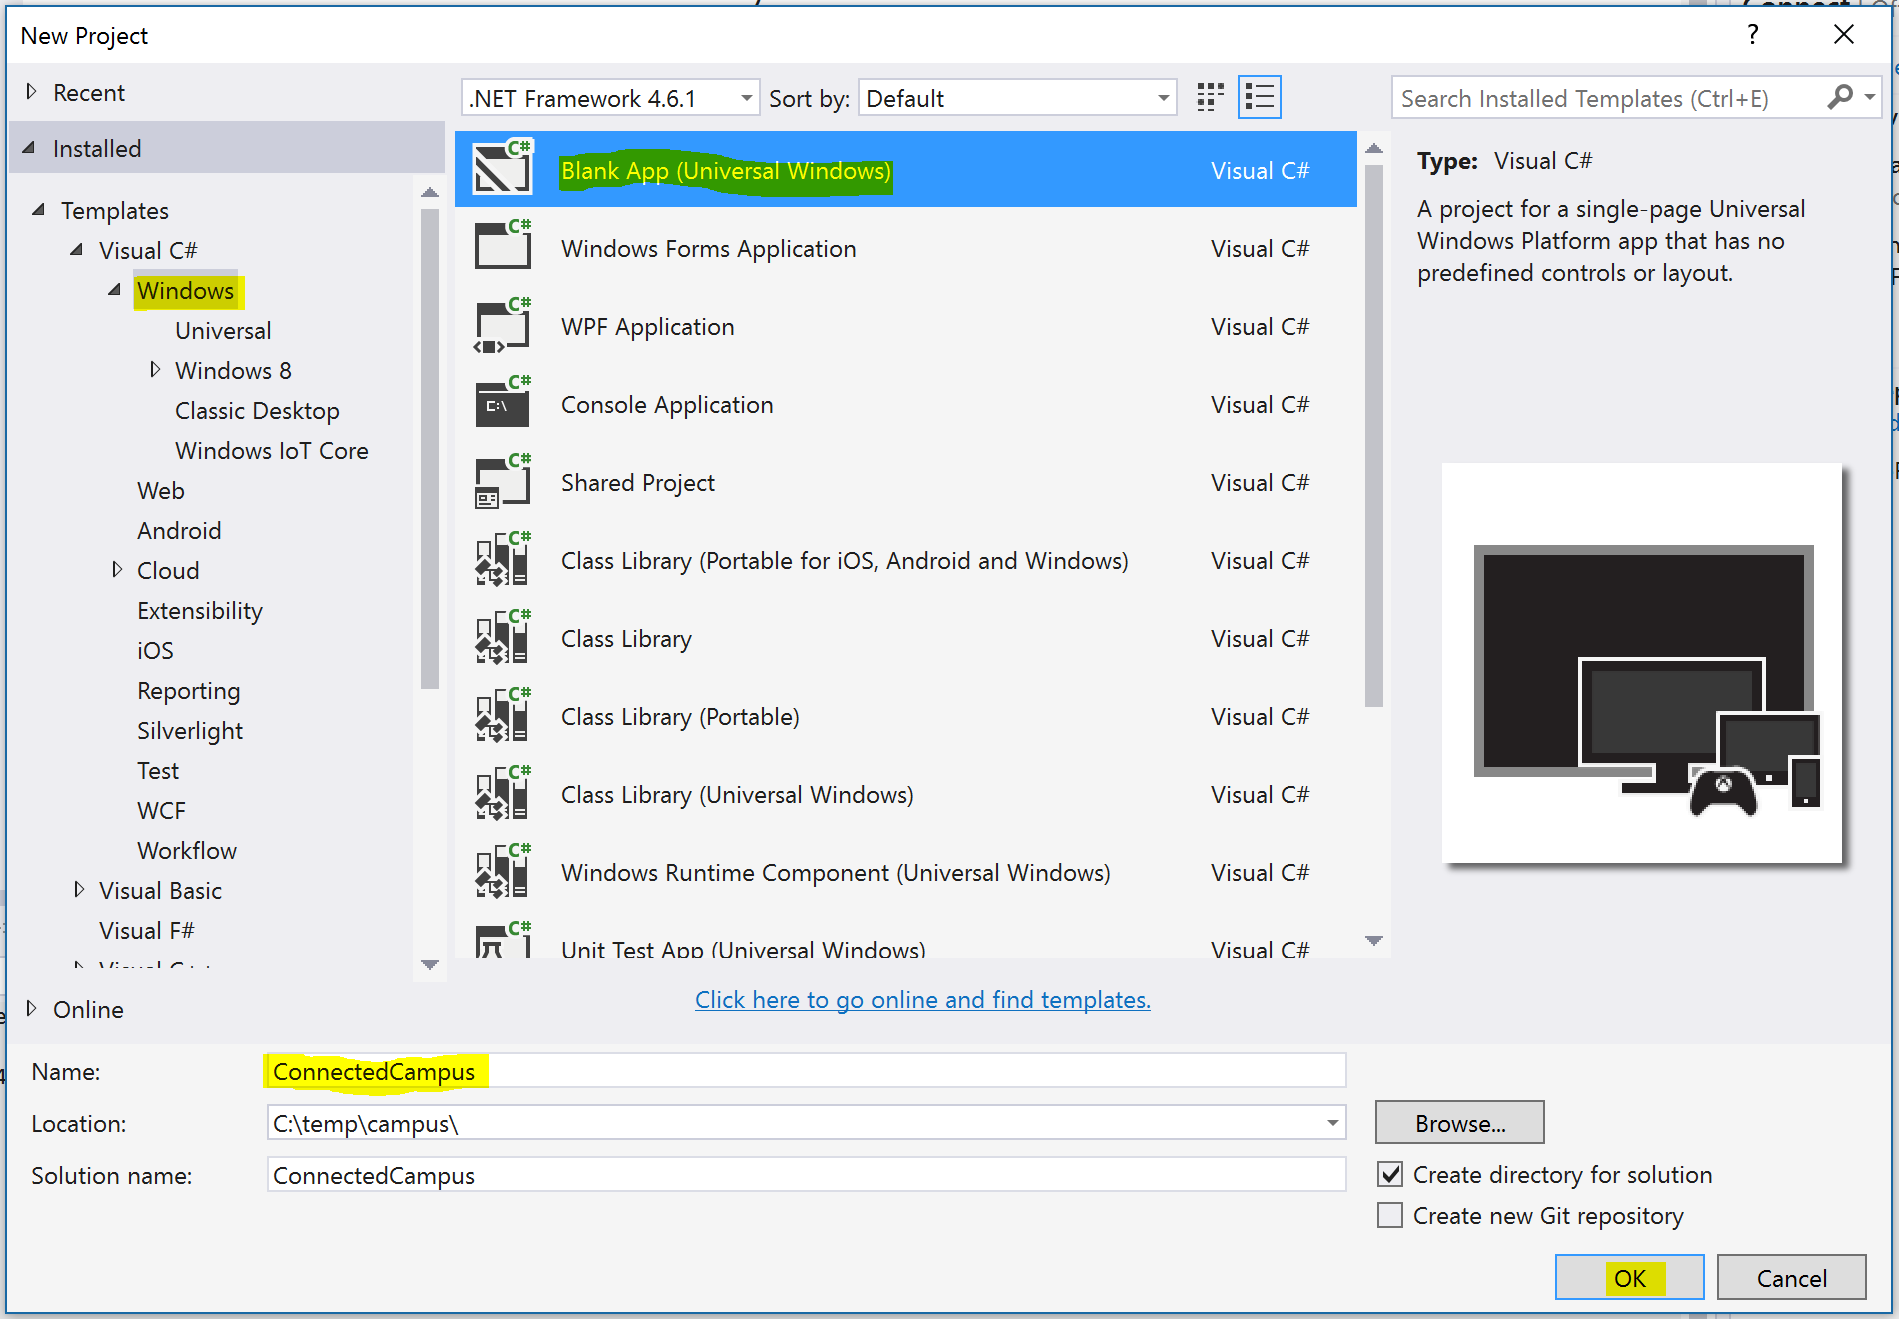 New Project
?
Recent
.NET Framework 4.6.1
Sort by:
Default
Search Installed Templates (Ctrl+E)
Installed
Templates
Visual C#
Windows
Universal
Windows 8
Classic Desktop
Windows IoT Core
Web
Android
Cloud
Extensibility
iOS
Reporting
Silverlight
Test
WCF
Workflow
Visual Basic
Visual F#
Visual C++
Online
Blank App (Universal Windows) Visual C#
Windows Forms Application Visual C#
WPF Application Visual C#
Console Application Visual C#
Shared Project Visual C#
Class Library (Portable for iOS, Android and Windows) Visual C#
Class Library Visual C#
Class Library (Portable) Visual C#
Class Library (Universal Windows) Visual C#
Windows Runtime Component (Universal Windows) Visual C#
Unit Test App (Universal Windows) Visual C#
Click here to go online and find templates.
Type: Visual C#
A project for a single-page Universal
Windows Platform app that has no
predefined controls or layout.
Name: ConnectedCampus
Location: C:\temp\campus\
Browse...
Solution name: ConnectedCampus
Create directory for solution
Create new Git repository
OK
Cancel